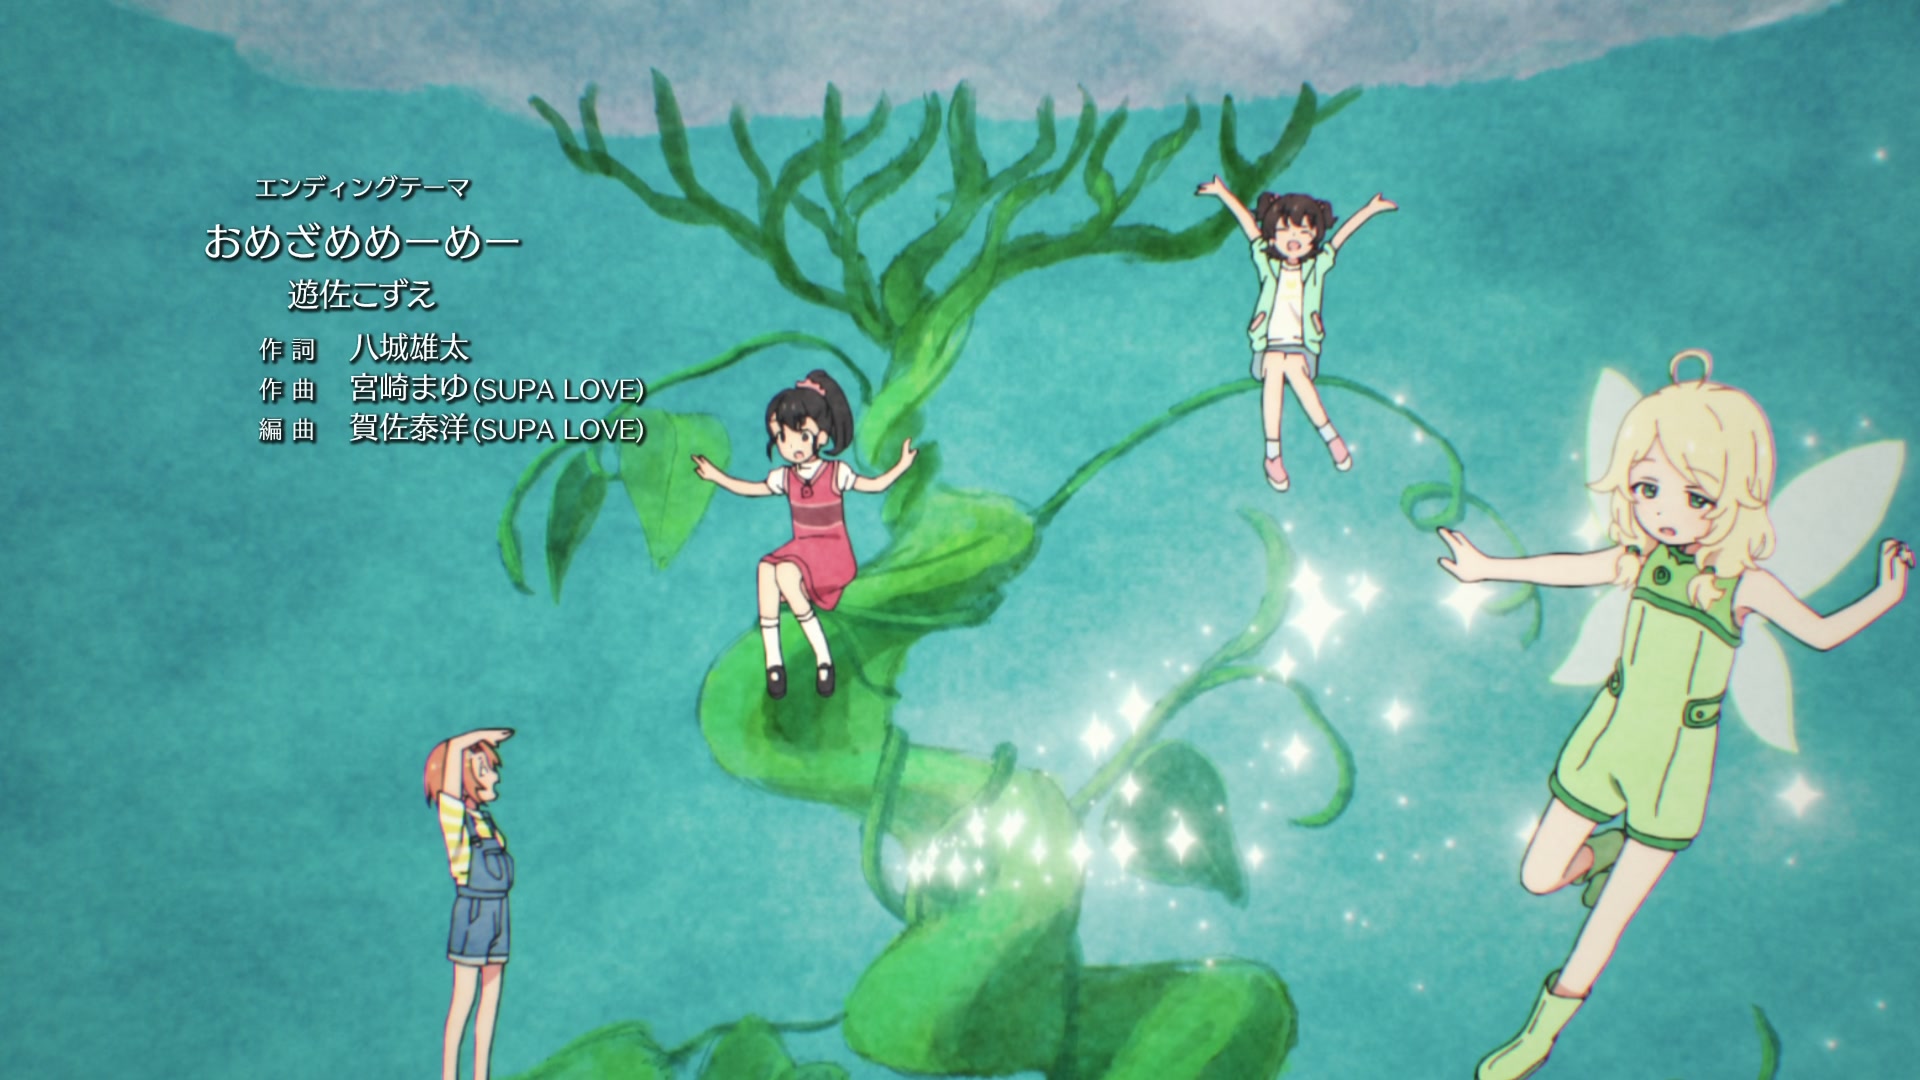 エンディングテーマ
おめざめめーめー
遊佐こずえ
作詞 八城雄太
作曲 宮崎まゆ(SUPA LOVE)
編曲 賀佐泰洋(SUPA LOVE)